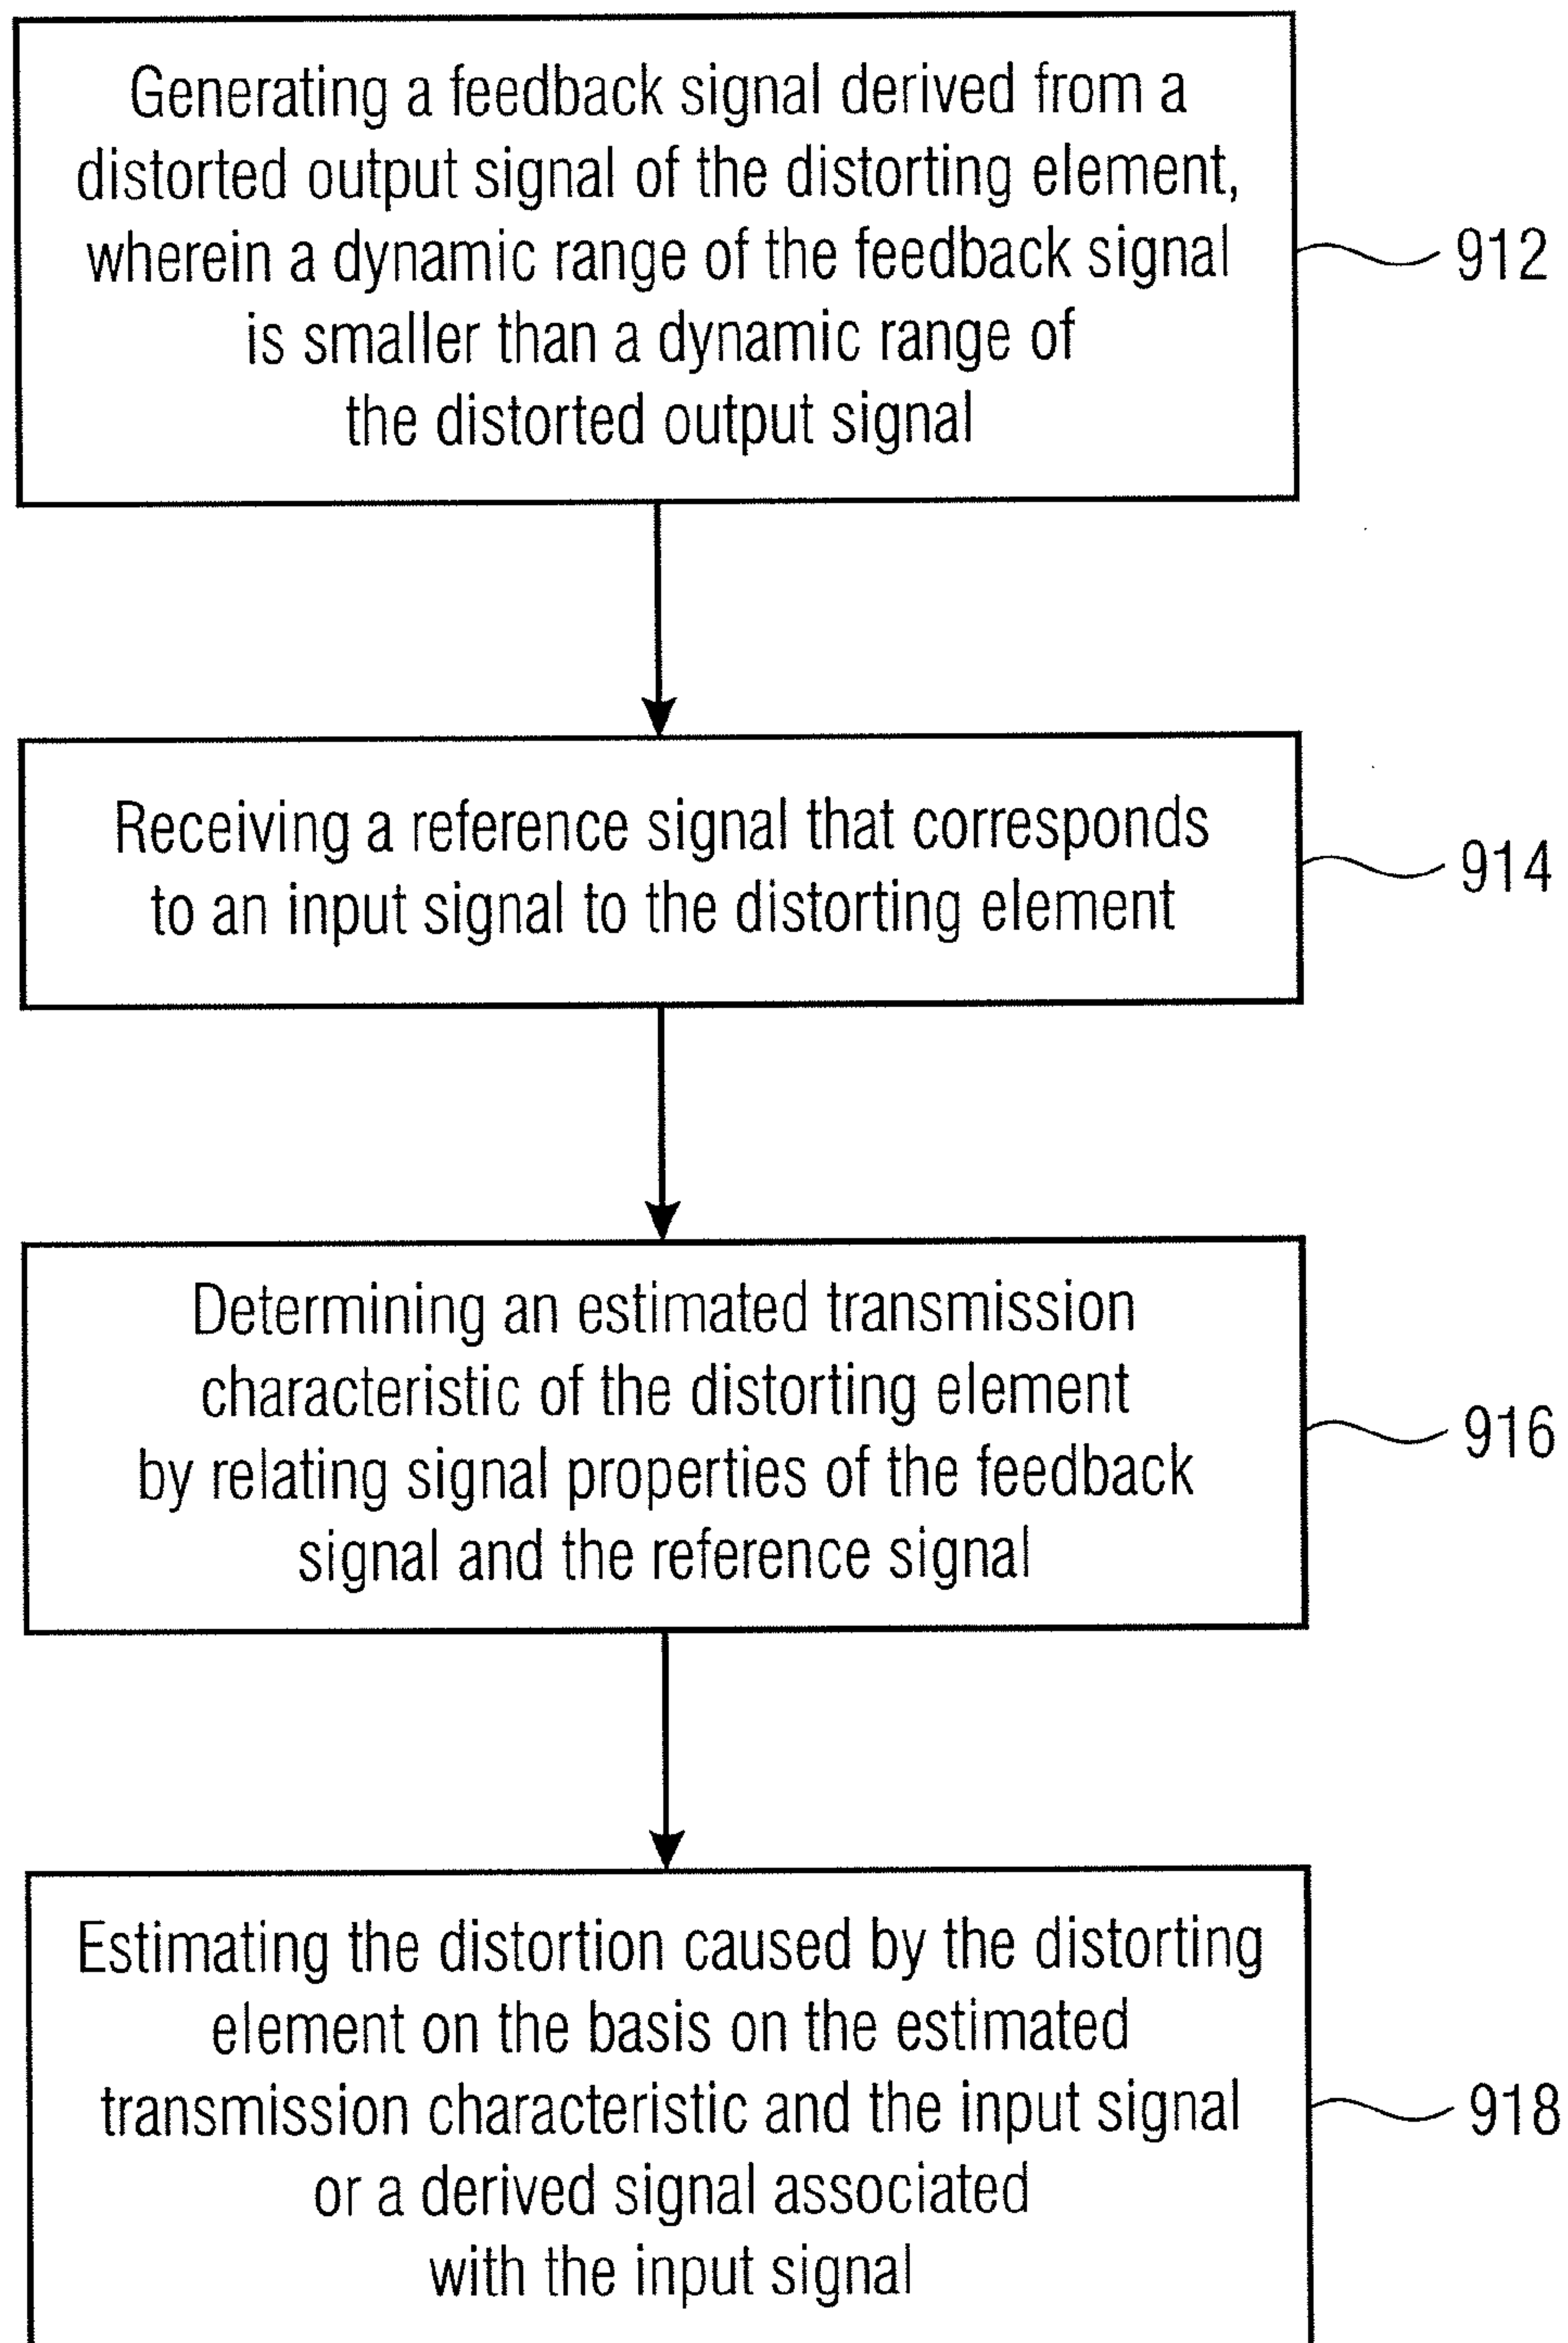 Generating a feedback signal derived from a
distorted output signal of the distorting element,
wherein a dynamic range of the feedback signal
is smaller than a dynamic range of
the distorted output signal
912
Receiving a reference signal that corresponds
to an input signal to the distorting element
914
Determining an estimated transmission
characteristic of the distorting element
by relating signal properties of the feedback
signal and the reference signal
916
Estimating the distortion caused by the distorting
element on the basis on the estimated
transmission characteristic and the input signal
or a derived signal associated
with the input signal
918